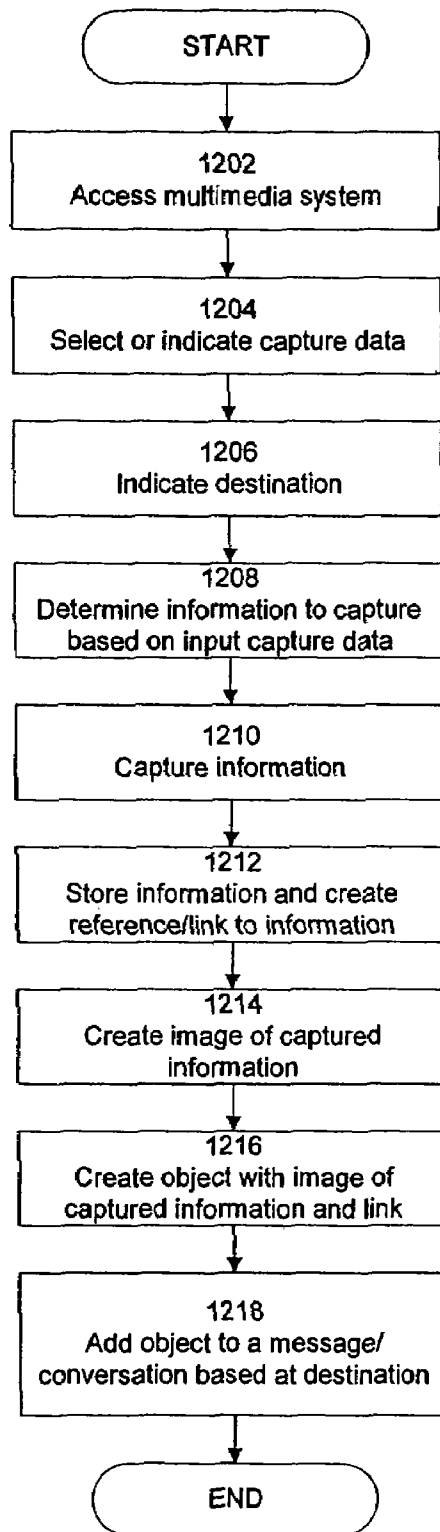 START
1202
Access multimedia system
1204
Select or indicate capture data
1206
Indicate destination
1208
Determine information to capture
based on input capture data
1210
Capture information
1212
Store information and create
reference/link to information
1214
Create image of captured
information
1216
Create object with image of
captured information and link
1218
Add object to a message/
conversation based at destination
END